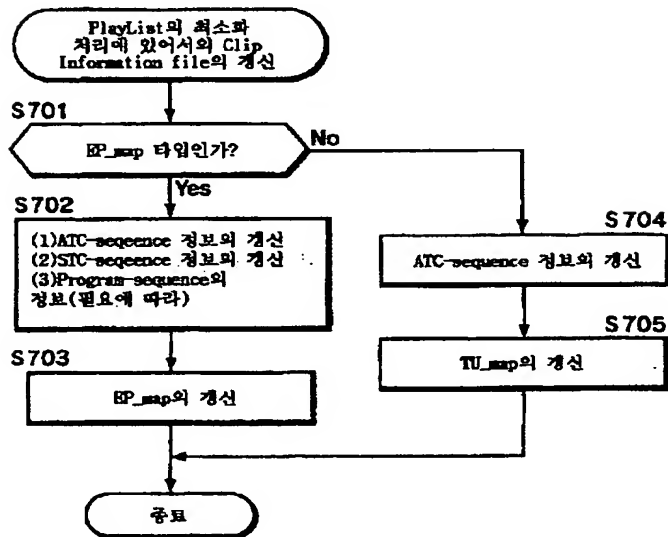 PlayList의 최소화
처리에 있어서의 Clip
Information file의 갱신
S701
EP_map 타입인가?
No
Yes
S702
(1)ATC-seqeence 정보의 갱신
(2)STC-seqeence 정보의 갱신
(3)Program-sequence의
정보(필요에 따라)
S704
ATC-sequence 정보의 갱신
S703
EP_map의 갱신
S705
TU_map의 갱신
종료